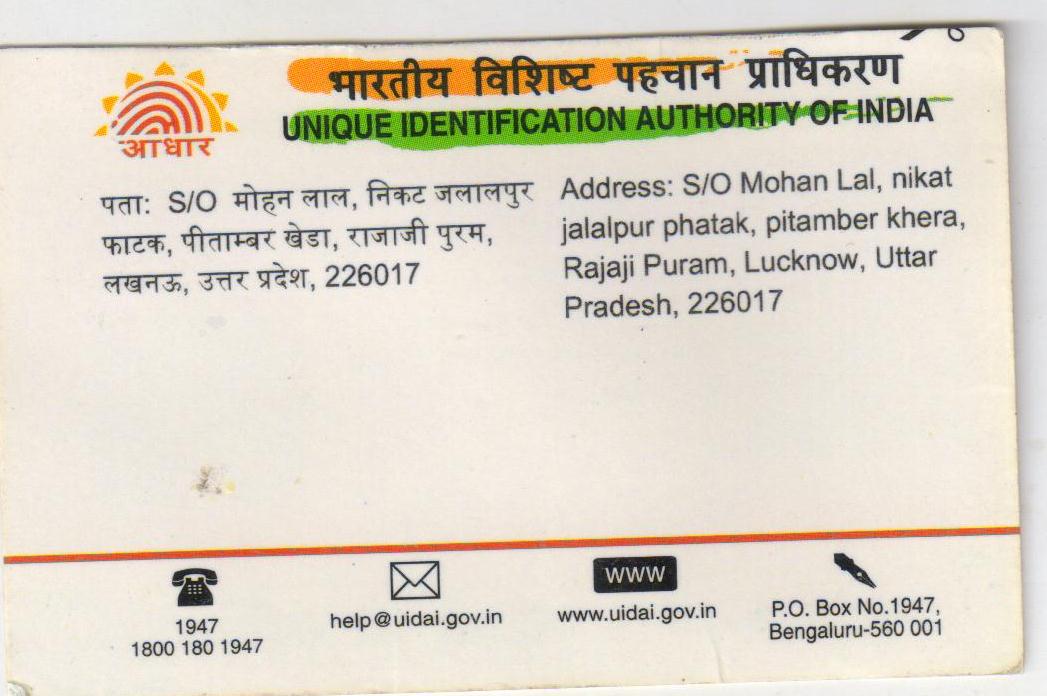 आधार
भारतीय विशिष्ट पहचान प्राधिकरण
UNIQUE IDENTIFICATION AUTHORITY OF INDIA
पता: S/O मोहन लाल, निकट जलालपुर
फाटक, पीताम्बर खेडा, राजाजी पुरम,
लखनऊ, उत्तर प्रदेश, 226017
Address: S/O Mohan Lal, nikat
jalalpur phatak, pitamber khera,
Rajaji Puram, Lucknow, Uttar
Pradesh, 226017
1947
1800 180 1947
help@uidai.gov.in
www
www.uidai.gov.in
P.O. Box No.1947,
Bengaluru-560 001